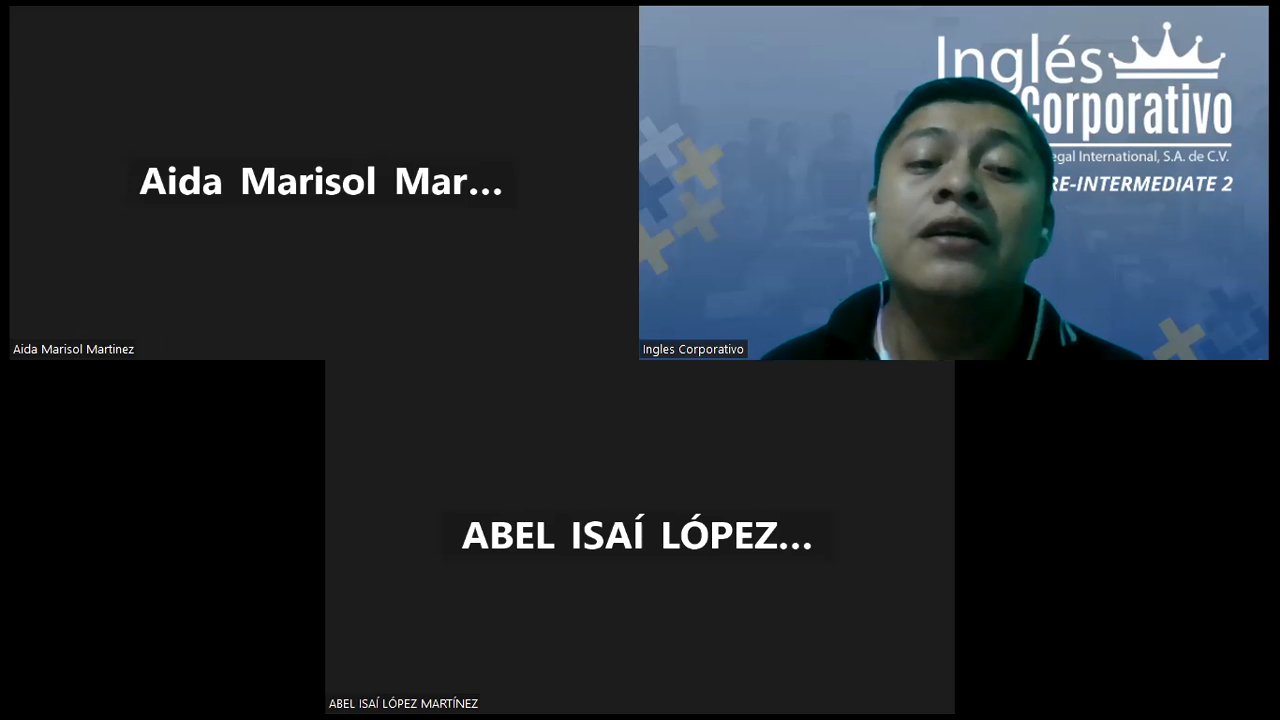 Aida Marisol Mar...
Aida Marisol Martinez
Inglés
Corporativo
egal International, S.A. de C.V.
RE-INTERMEDIATE 2
Ingles Corporativo
ABEL ISAÍ LÓPEZ...
ABEL ISAÍ LÓPEZ MARTÍNEZ